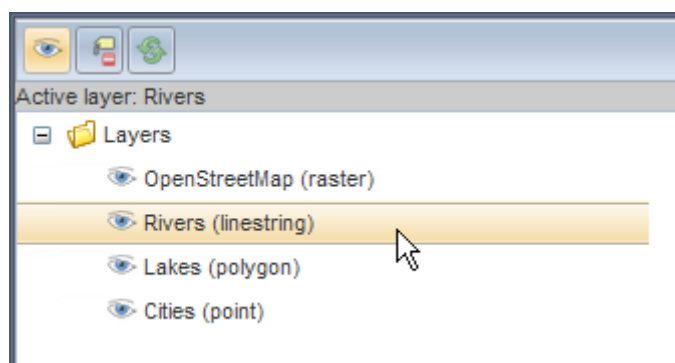 Active layer: Rivers
Layers
OpenStreetMap (raster)
Rivers (linestring)
Lakes (polygon)
Cities (point)